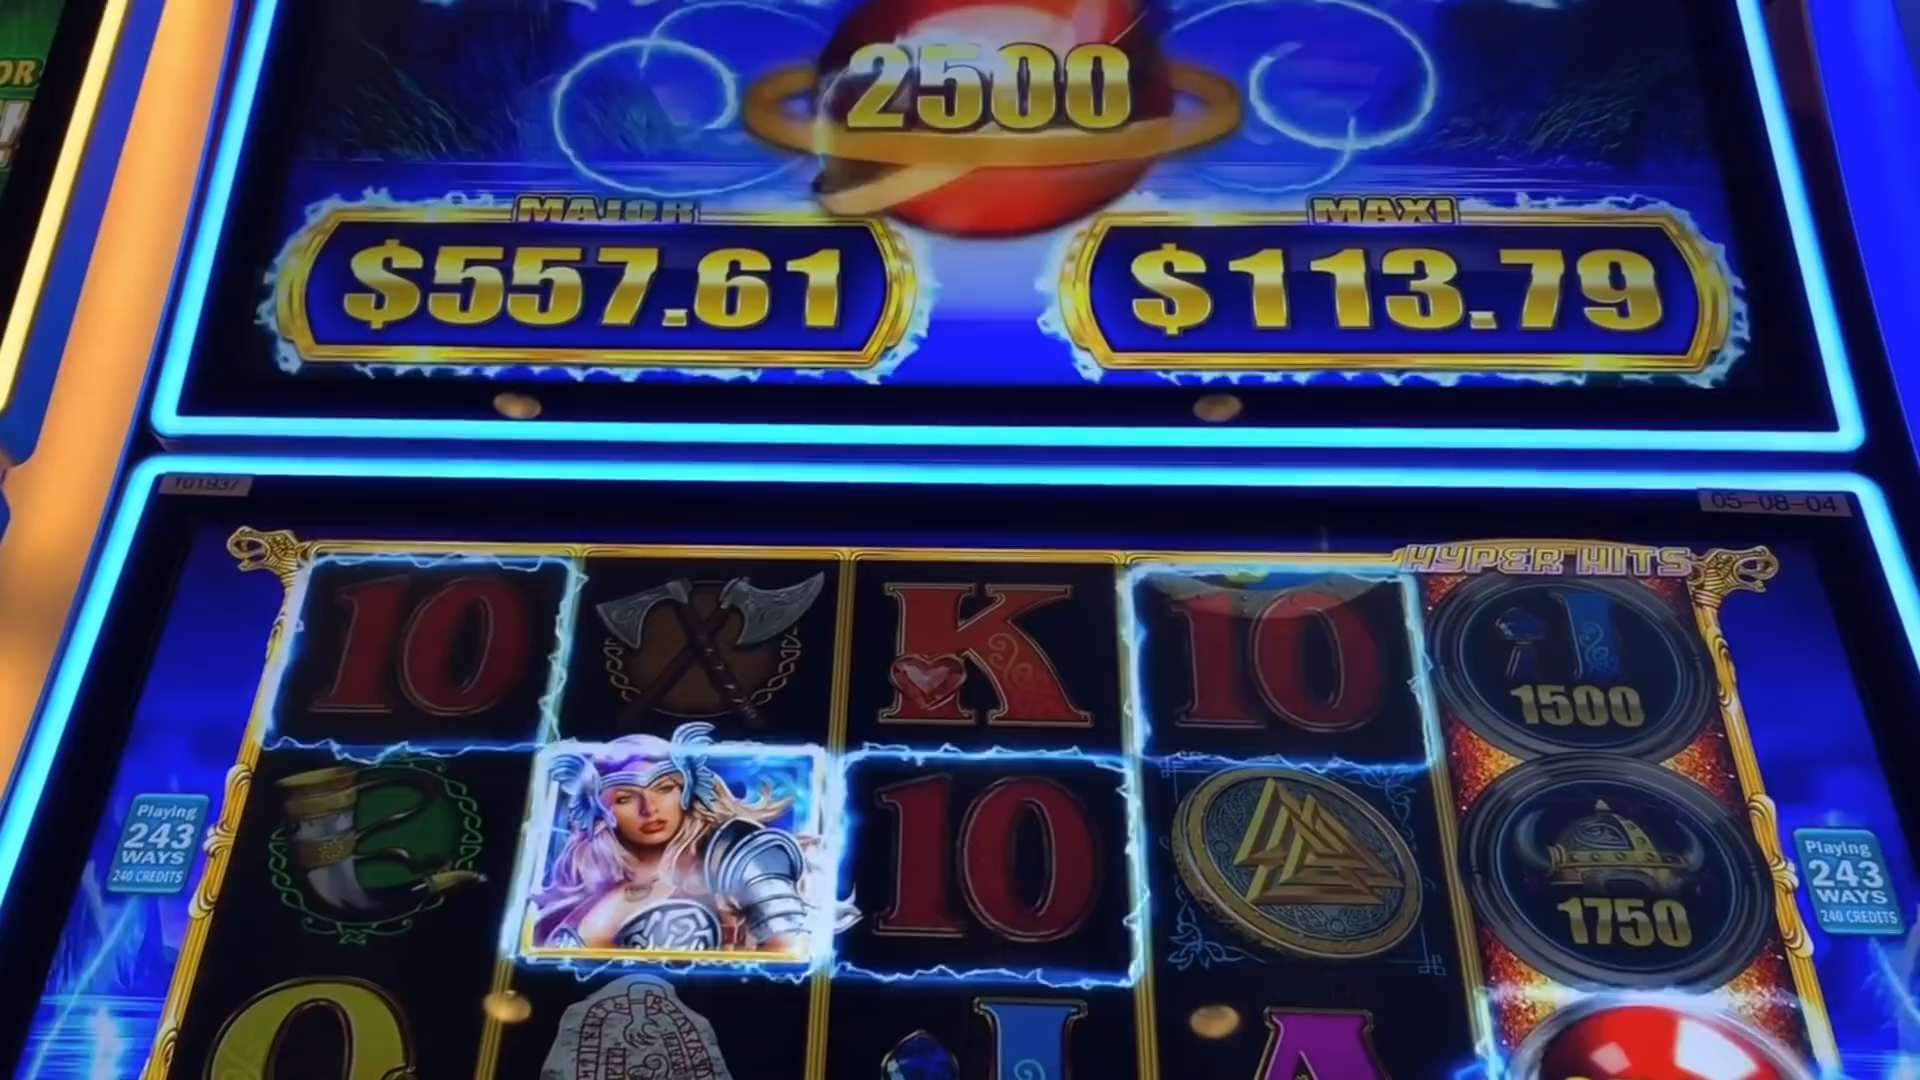 OR
!
2500
MAJOR
MAXI
$557.61
$113.79
101937
05-08-04
HYPER HITS
10
K
10
J
1500
Playing
243
WAYS
240 CREDITS
10
1750
Playing
243
WAYS
240 CREDITS
Q
J
A